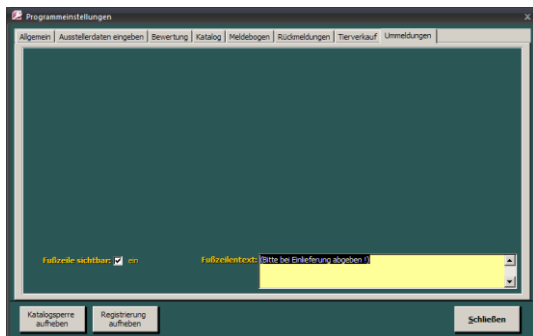 Programmeinstellungen
x
Allgemein Ausstellerdaten eingeben Bewertung Katalog Meldebogen Rückmeldungen Tierverkauf Ummeldungen
Fußzeile sichtbar: en
Fußzeilentext: (Bitte bei Einlieferung abgeben !)
Katalogsperre
aufheben
Registrierung
aufheben
Schließen